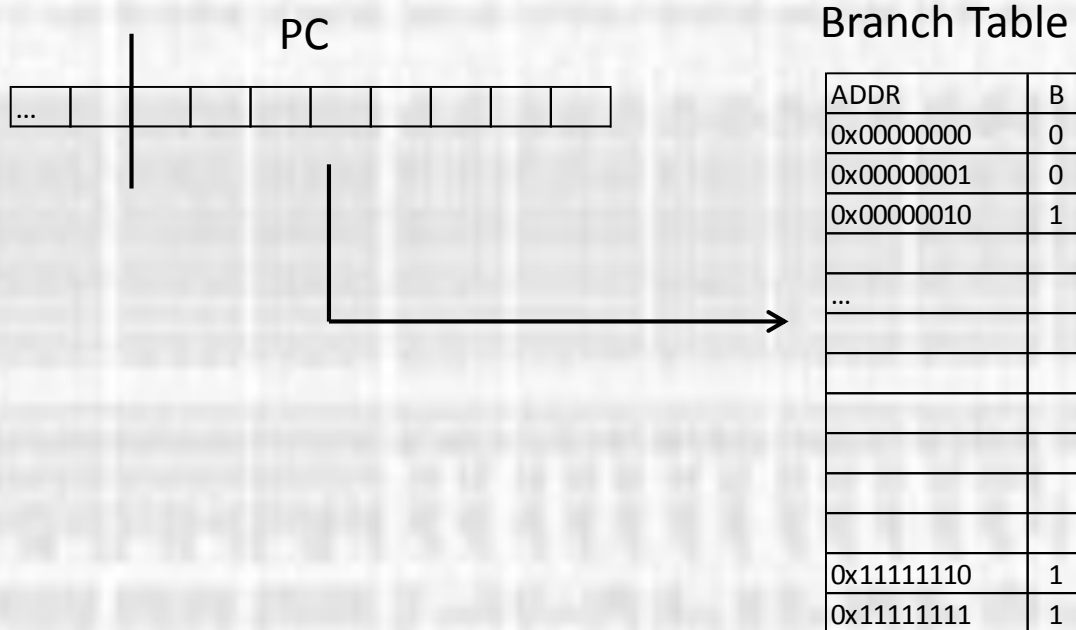 PC
Branch Table
...
ADDR B
0x00000000 0
0x00000001 0
0x00000010 1
...
0x11111110 1
0x11111111 1